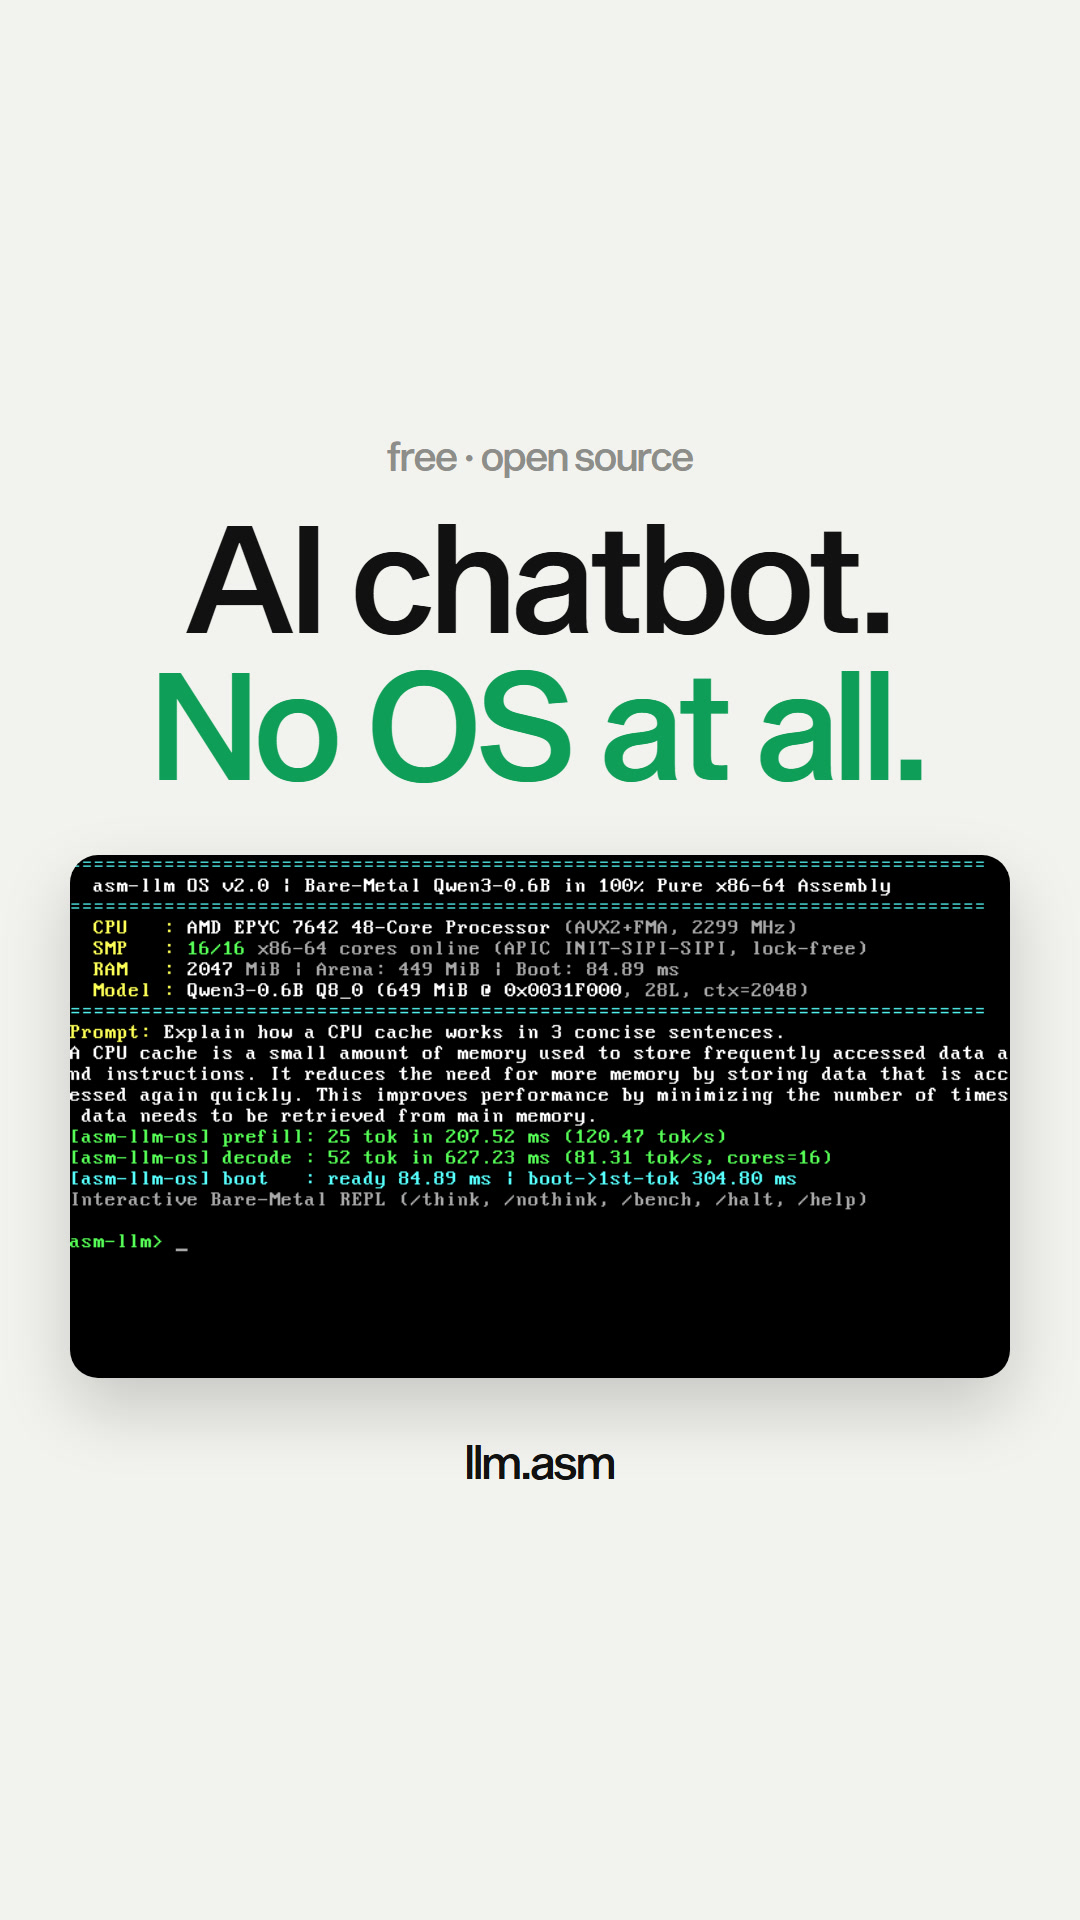 free · open source
AI chatbot.
No OS at all.
================================================================================
asm-llm OS v2.0 ¦ Bare-Metal Qwen3-0.6B in 100% Pure x86-64 Assembly
================================================================================
CPU : AMD EPYC 7642 48-Core Processor (AVX2+FMA, 2299 MHz)
SMP : 16/16 x86-64 cores online (APIC INIT-SIPI-SIPI, lock-free)
RAM : 2047 MiB ¦ Arena: 449 MiB ¦ Boot: 84.89 ms
Model : Qwen3-0.6B Q8_0 (649 MiB @ 0x0031F000, 28L, ctx=2048)
================================================================================
Prompt: Explain how a CPU cache works in 3 concise sentences.
A CPU cache is a small amount of memory used to store frequently accessed data a
nd instructions. It reduces the need for more memory by storing data that is acc
essed again quickly. This improves performance by minimizing the number of times
data needs to be retrieved from main memory.
[asm-llm-os] prefill: 25 tok in 207.52 ms (120.47 tok/s)
[asm-llm-os] decode : 52 tok in 627.23 ms (81.31 tok/s, cores=16)
[asm-llm-os] boot : ready 84.89 ms ¦ boot->1st-tok 304.80 ms
Interactive Bare-Metal REPL (/think, /nothink, /bench, /halt, /help)
asm-llm> _
llm.asm